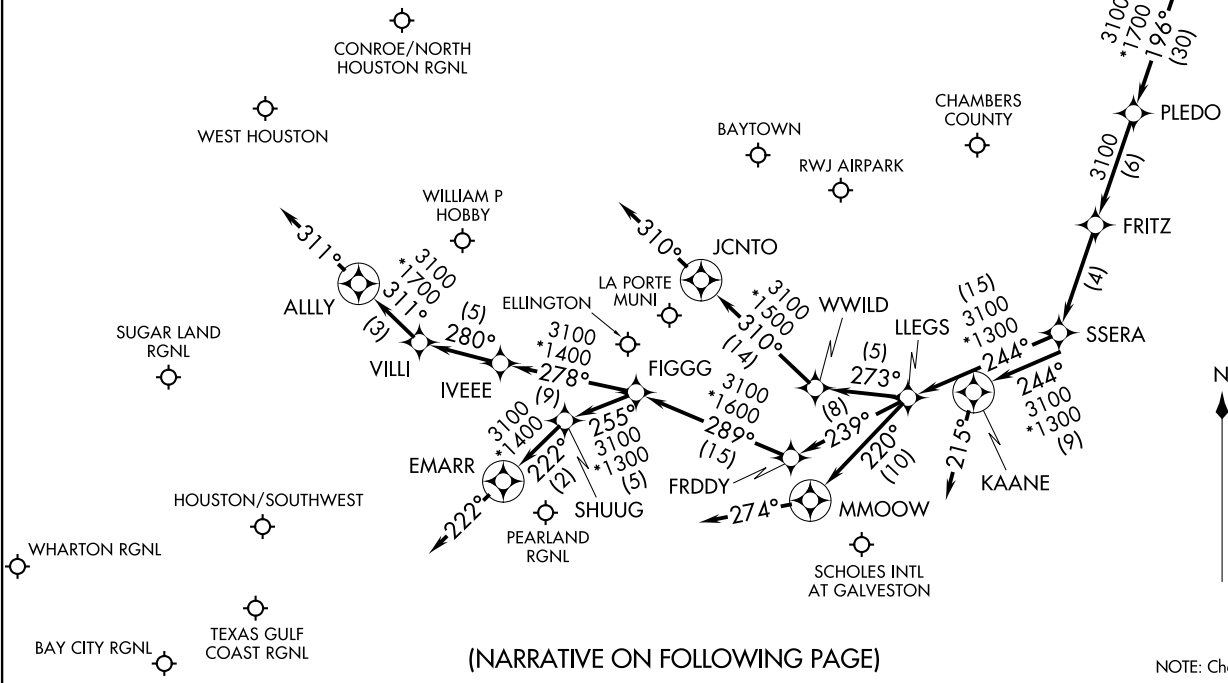 3100
*1700
196°
(30)
CONROE/NORTH
HOUSTON RGNL
WEST HOUSTON
CHAMBERS
COUNTY
PLEDO
BAYTOWN
RWJ AIRPARK
3100
(6)
WILLIAM P
HOBBY
FRITZ
311°
3100
*1700
311°
(3)
ALLLY
310°
JCNTO
(4)
LA PORTE
MUNI
ELLINGTON
3100
*1500
310°
(14)
WWILD
LLEGS
(15)
3100
*1300
244°
SSERA
SUGAR LAND
RGNL
VILLI
(5)
280°
IVEEE
3100
*1400
278°
(9)
FIGGG
(5)
273°
244°
3100
*1300
(9)
N
3100
*1600
289°
(15)
(8)
239°
220°
(10)
215°
KAANE
3100
*1400
222°
(2)
255°
3100
*1300
(5)
EMARR
222°
SHUUG
FRDDY
274°
MMOOW
HOUSTON/SOUTHWEST
PEARLAND
RGNL
WHARTON RGNL
SCHOLES INTL
AT GALVESTON
TEXAS GULF
COAST RGNL
BAY CITY RGNL
(NARRATIVE ON FOLLOWING PAGE)
NOTE: Ch